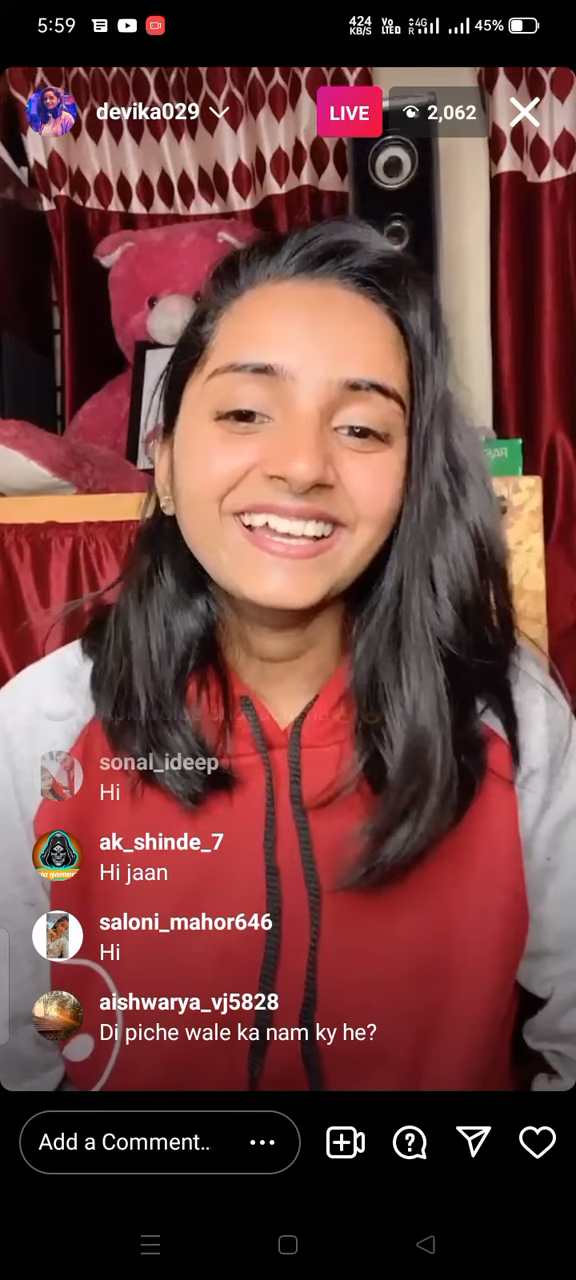 5:59
424
KB/S
Vo
LTE
4G
R
45%
devika029
LIVE
2,062
sonal_ideep
Hi
ak_shinde_7
Hi jaan
saloni_mahor646
Hi
aishwarya_vj5828
Di piche wale ka nam ky he?
Add a Comment..